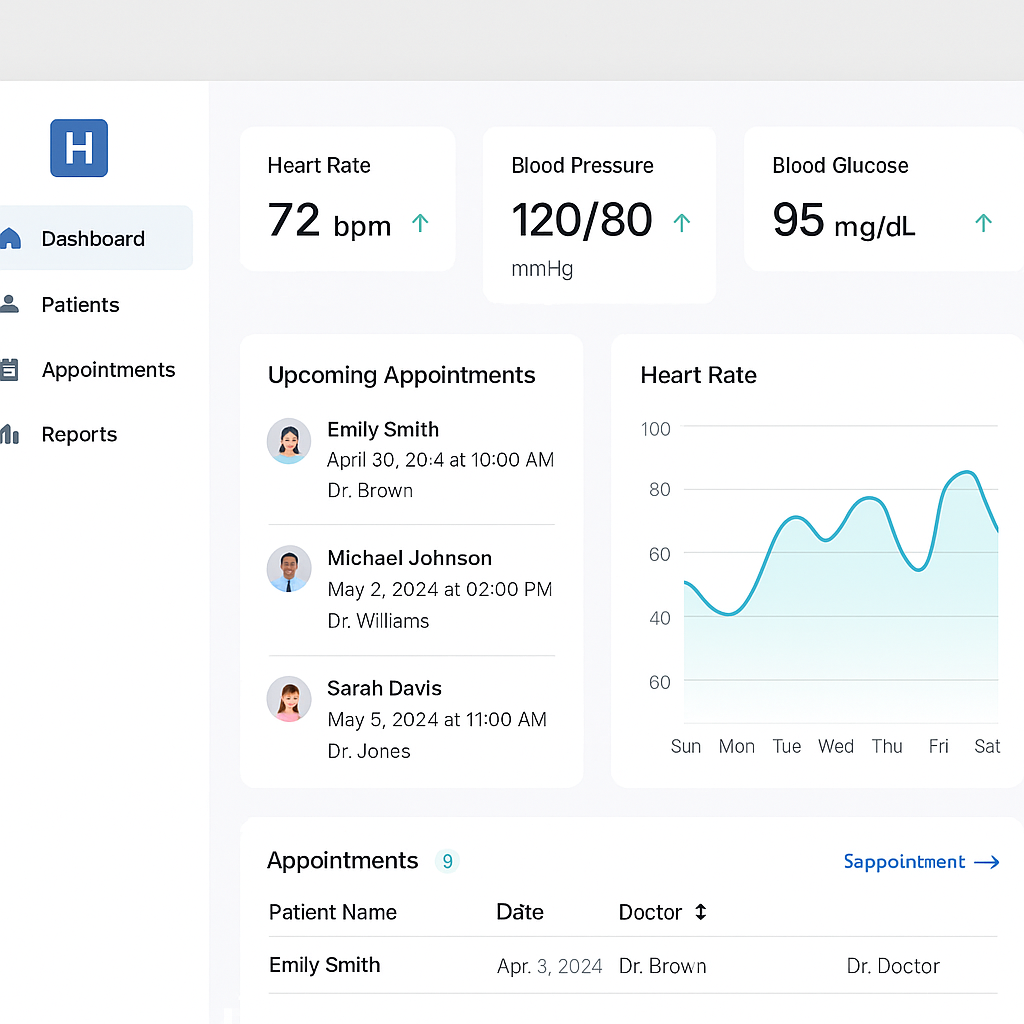 H
Dashboard
Patients
Appointments
Reports
Heart Rate
72 bpm ↑
Blood Pressure
120/80 ↑
mmHg
Blood Glucose
95 mg/dL ↑
Upcoming Appointments
Emily Smith
April 30, 20:4 at 10:00 AM
Dr. Brown
Michael Johnson
May 2, 2024 at 02:00 PM
Dr. Williams
Sarah Davis
May 5, 2024 at 11:00 AM
Dr. Jones
Heart Rate
100
80
60
40
60
Sun Mon Tue Wed Thu Fri Sat
Appointments 9
Sappointment →
Patient Name Date Doctor ↕
Emily Smith Apr. 3, 2024 Dr. Brown Dr. Doctor